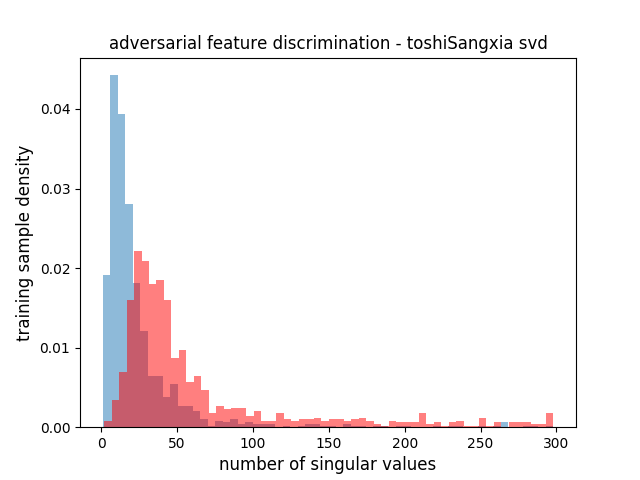 adversarial feature discrimination - toshiSangxia svd
training sample density
0.04
0.03
0.02
0.01
0.00
0 50 100 150 200 250 300
number of singular values